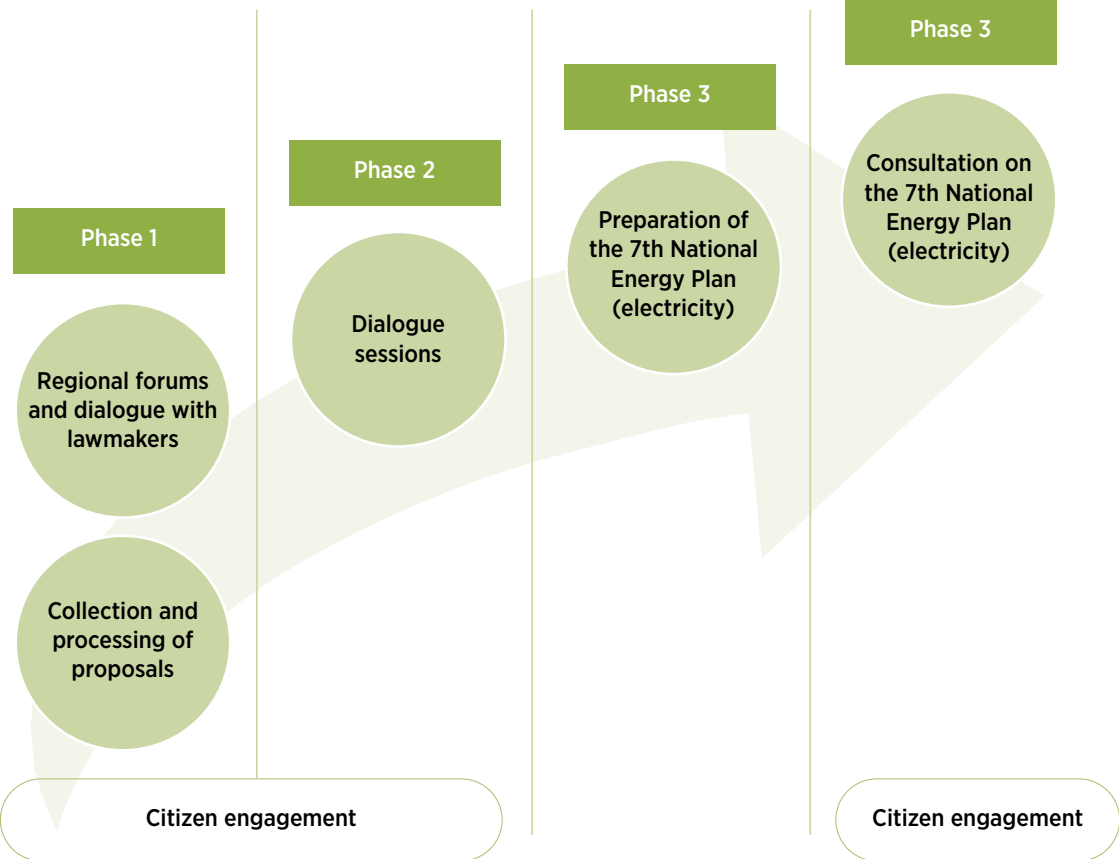 Phase 1
Regional forums
and dialogue with
lawmakers
Collection and
processing of
proposals
Phase 2
Dialogue
sessions
Phase 3
Preparation of
the 7th National
Energy Plan
(electricity)
Phase 3
Consultation on
the 7th National
Energy Plan
(electricity)
Citizen engagement
Citizen engagement